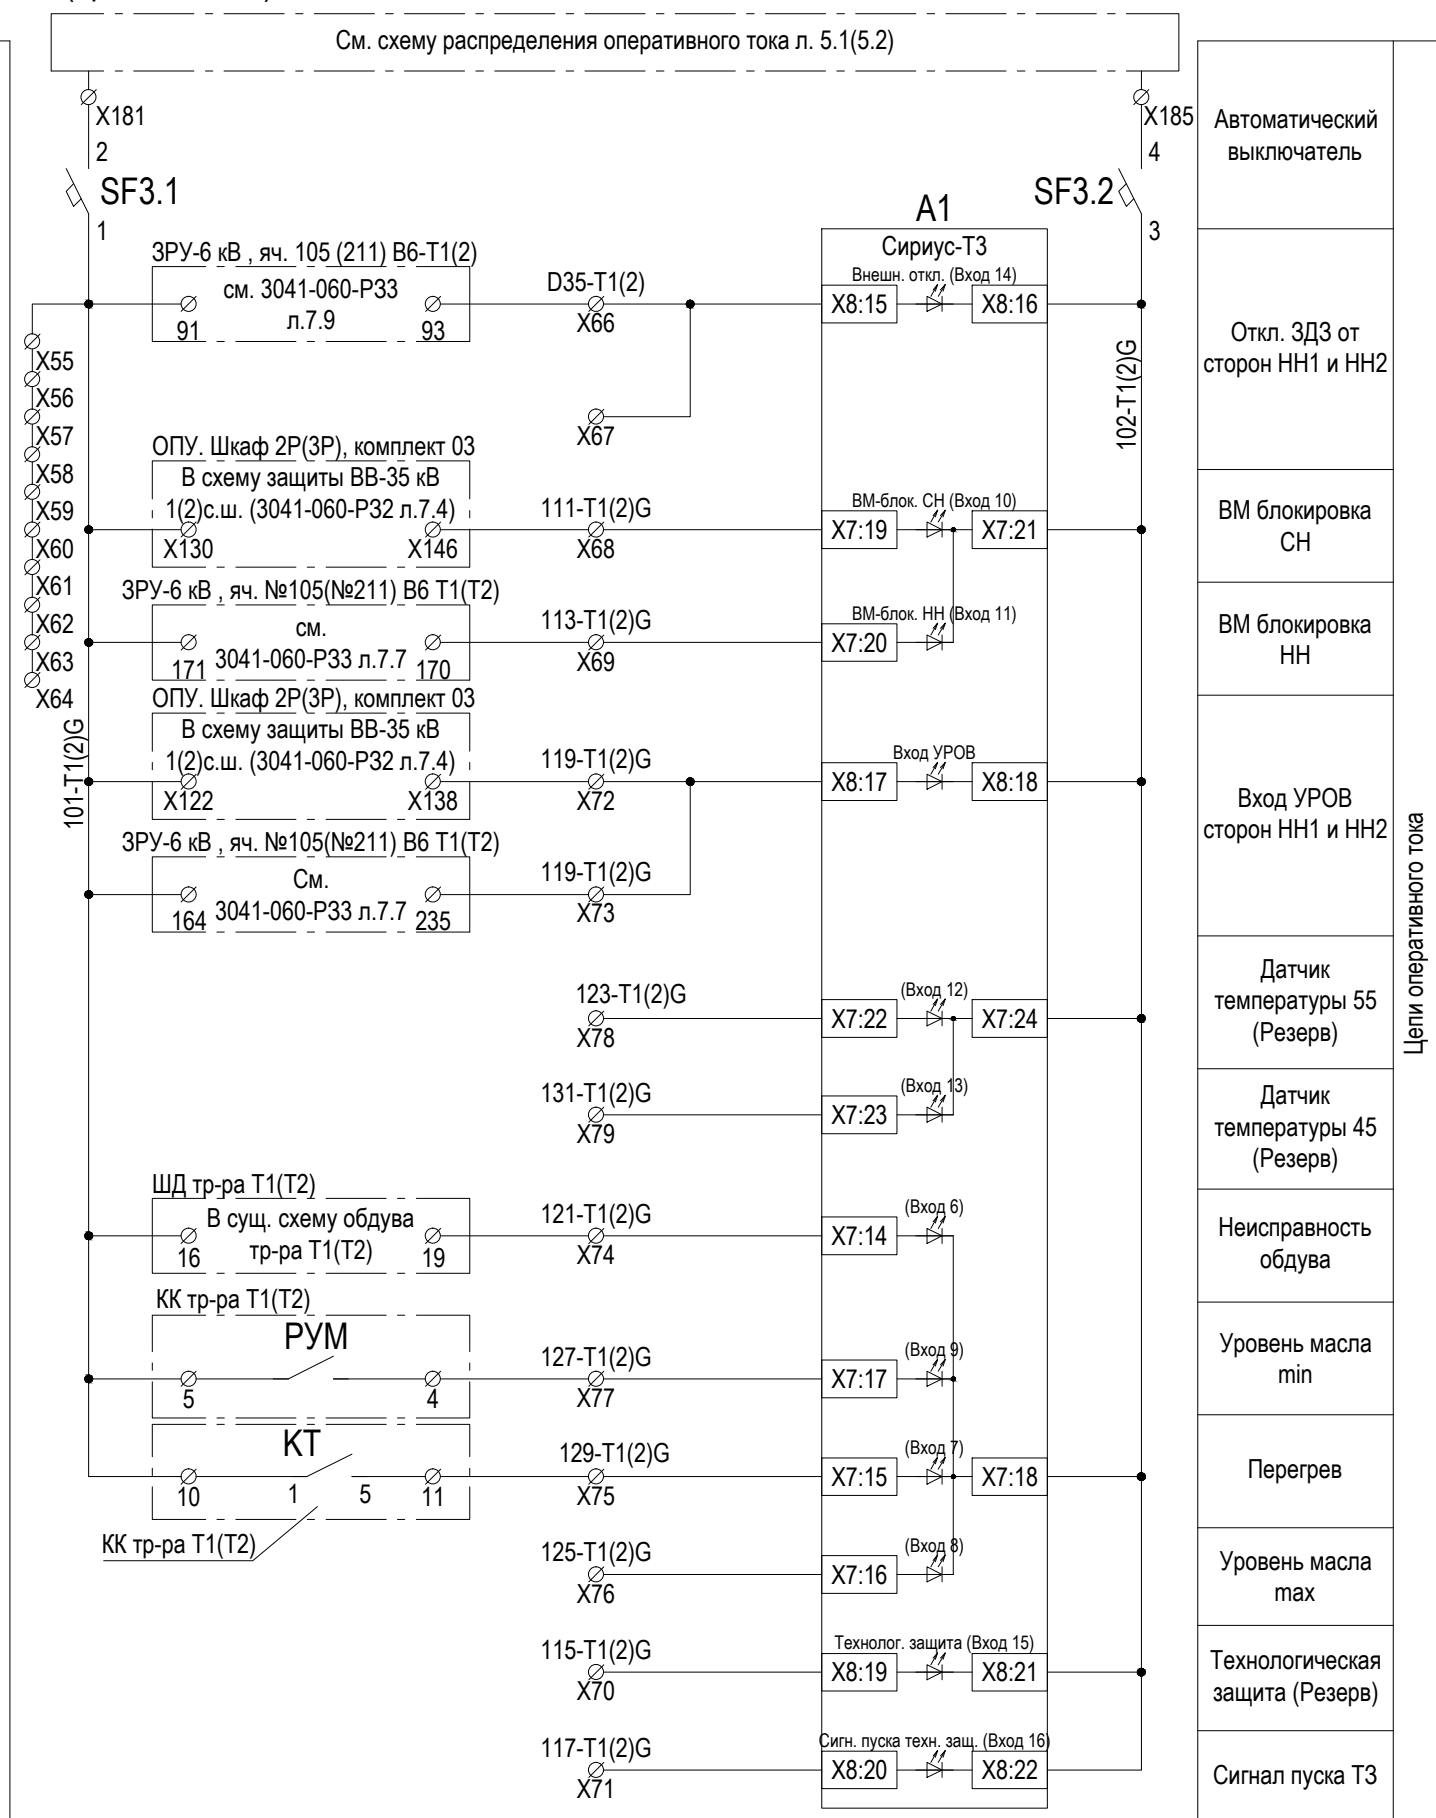 См. схему распределения оперативного тока л. 5.1(5.2)
X181
2
SF3.1
1
X185
4
SF3.2
3
A1
Сириус-Т3
Автоматический
выключатель
ЗРУ-6 кВ , яч. 105 (211) В6-Т1(2)
см. 3041-060-РЗ3
л.7.9
91
93
D35-T1(2)
X66
X67
Внешн. откл. (Вход 14)
X8:15
X8:16
102-T1(2)G
Откл. ЗДЗ от
сторон НН1 и НН2
X55
X56
X57
X58
X59
X60
X61
X62
X63
X64
101-T1(2)G
ОПУ. Шкаф 2Р(3Р), комплект 03
В схему защиты ВВ-35 кВ
1(2)с.ш. (3041-060-РЗ2 л.7.4)
X130
X146
111-T1(2)G
X68
ВМ-блок. СН (Вход 10)
X7:19
X7:21
ВМ блокировка
СН
ЗРУ-6 кВ , яч. №105(№211) В6 Т1(Т2)
см.
3041-060-РЗ3 л.7.7
171
170
113-T1(2)G
X69
ВМ-блок. НН (Вход 11)
X7:20
ВМ блокировка
НН
ОПУ. Шкаф 2Р(3Р), комплект 03
В схему защиты ВВ-35 кВ
1(2)с.ш. (3041-060-РЗ2 л.7.4)
X122
X138
119-T1(2)G
X72
Вход УРОВ
X8:17
X8:18
Вход УРОВ
сторон НН1 и НН2
ЗРУ-6 кВ , яч. №105(№211) В6 Т1(Т2)
См.
3041-060-РЗ3 л.7.7
164
235
119-T1(2)G
X73
Цепи оперативного тока
123-T1(2)G
X78
(Вход 12)
X7:22
X7:24
Датчик
температуры 55
(Резерв)
131-T1(2)G
X79
(Вход 13)
X7:23
Датчик
температуры 45
(Резерв)
ШД тр-ра Т1(Т2)
В сущ. схему обдува
тр-ра Т1(Т2)
16
19
121-T1(2)G
X74
(Вход 6)
X7:14
Неисправность
обдува
КК тр-ра Т1(Т2)
РУМ
5
4
127-T1(2)G
X77
(Вход 9)
X7:17
Уровень масла
min
КТ
10
1
5
11
129-T1(2)G
X75
(Вход 7)
X7:15
X7:18
Перегрев
КК тр-ра Т1(Т2)
125-T1(2)G
X76
(Вход 8)
X7:16
Уровень масла
max
115-T1(2)G
X70
Технолог. защита (Вход 15)
X8:19
X8:21
Технологическая
защита (Резерв)
117-T1(2)G
X71
Сигн. пуска техн. защ. (Вход 16)
X8:20
X8:22
Сигнал пуска ТЗ